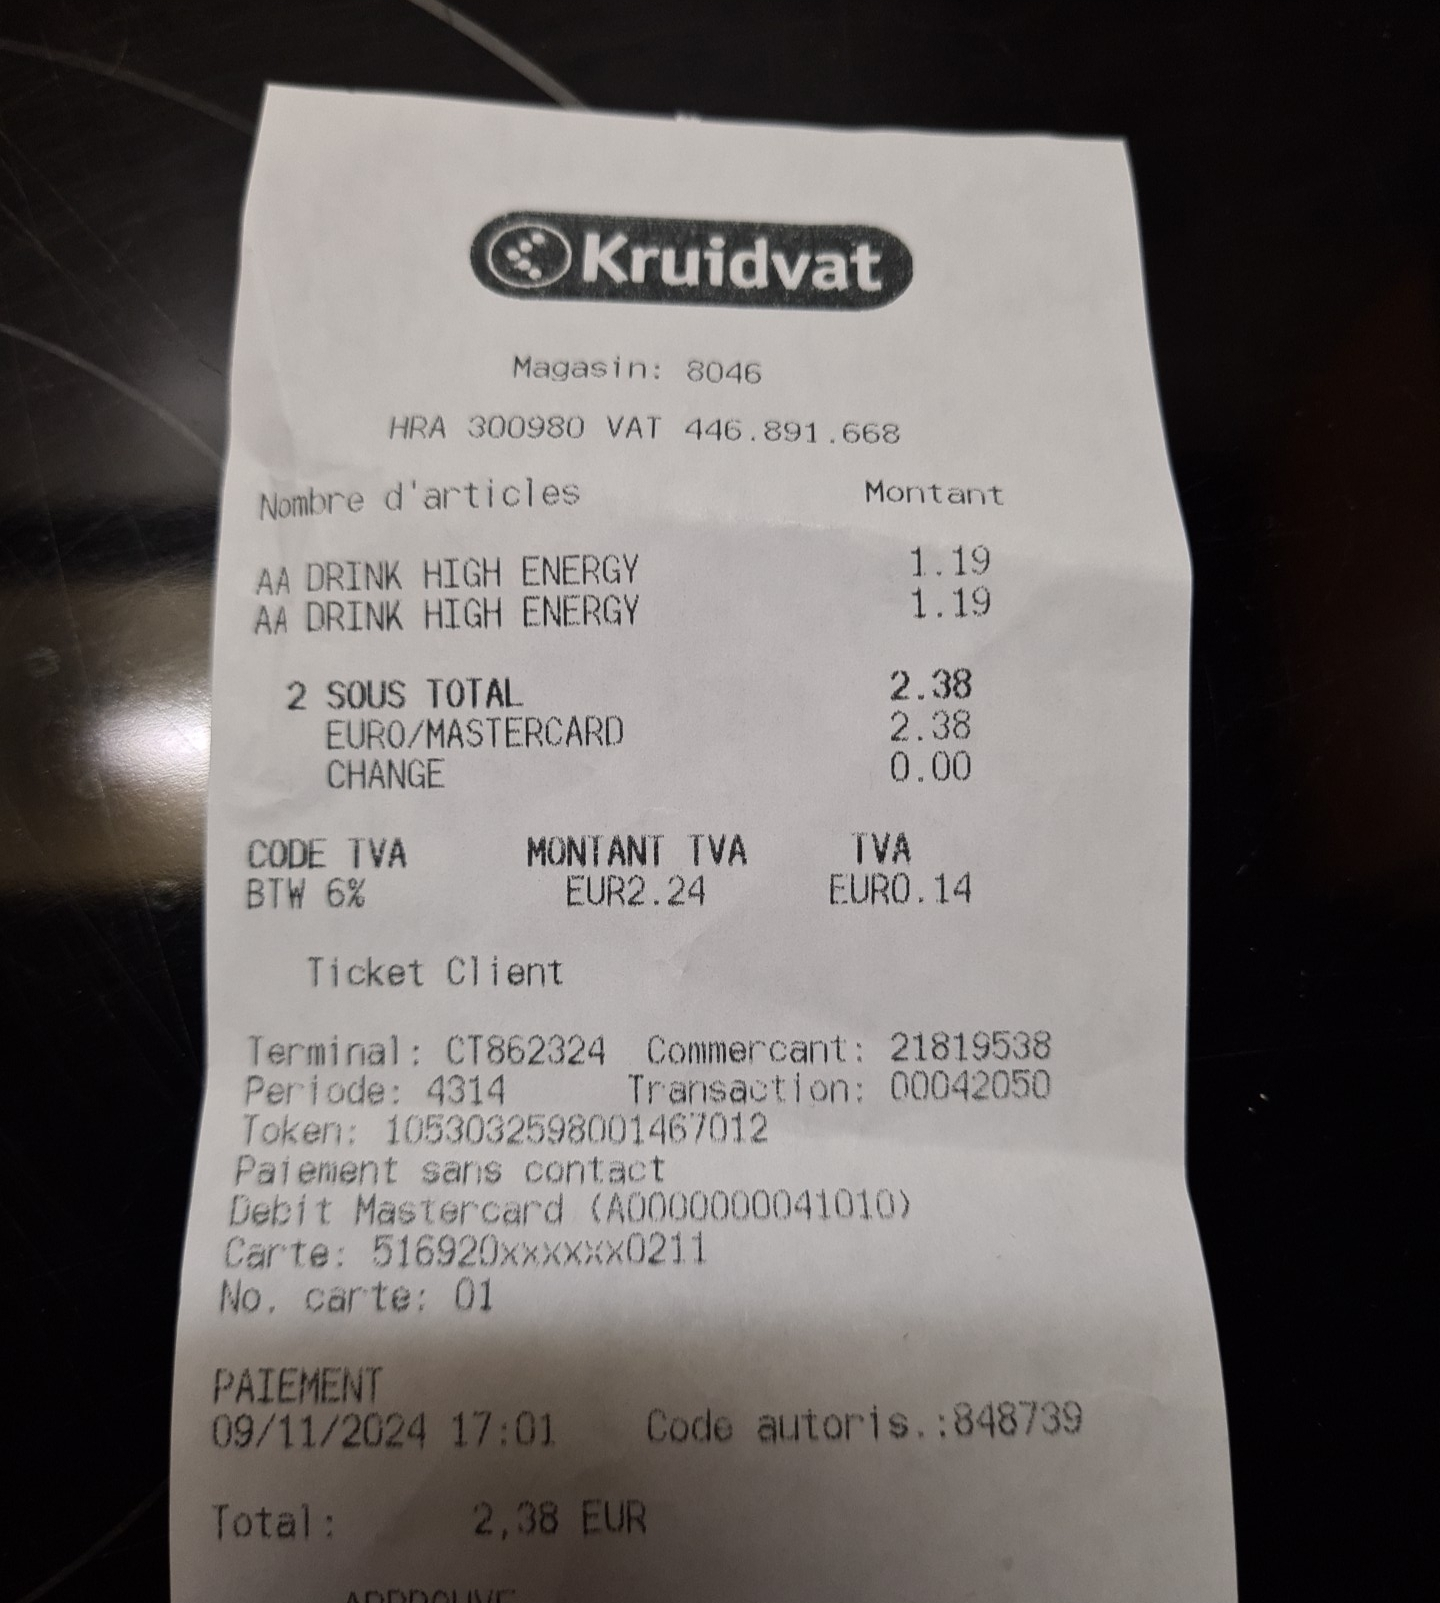 Kruidvat
Magasin: 8046
HRA 300980 VAT 446.891.668
Nombre d'articles Montant
AA DRINK HIGH ENERGY 1.19
AA DRINK HIGH ENERGY 1.19
2 SOUS TOTAL 2.38
EURO/MASTERCARD 2.38
CHANGE 0.00
CODE TVA MONTANT TVA TVA
BTW 6% EUR2.24 EUR0.14
Ticket Client
Terminal: CT862324 Commercant: 21819538
Periode: 4314 Transaction: 00042050
Token: 1053032598001467012
Paiement sans contact
Debit Mastercard (A0000000041010)
Carte: 516920xxxxxx0211
No. carte: 01
PAIEMENT
09/11/2024 17:01 Code autoris.:848739
Total: 2,38 EUR